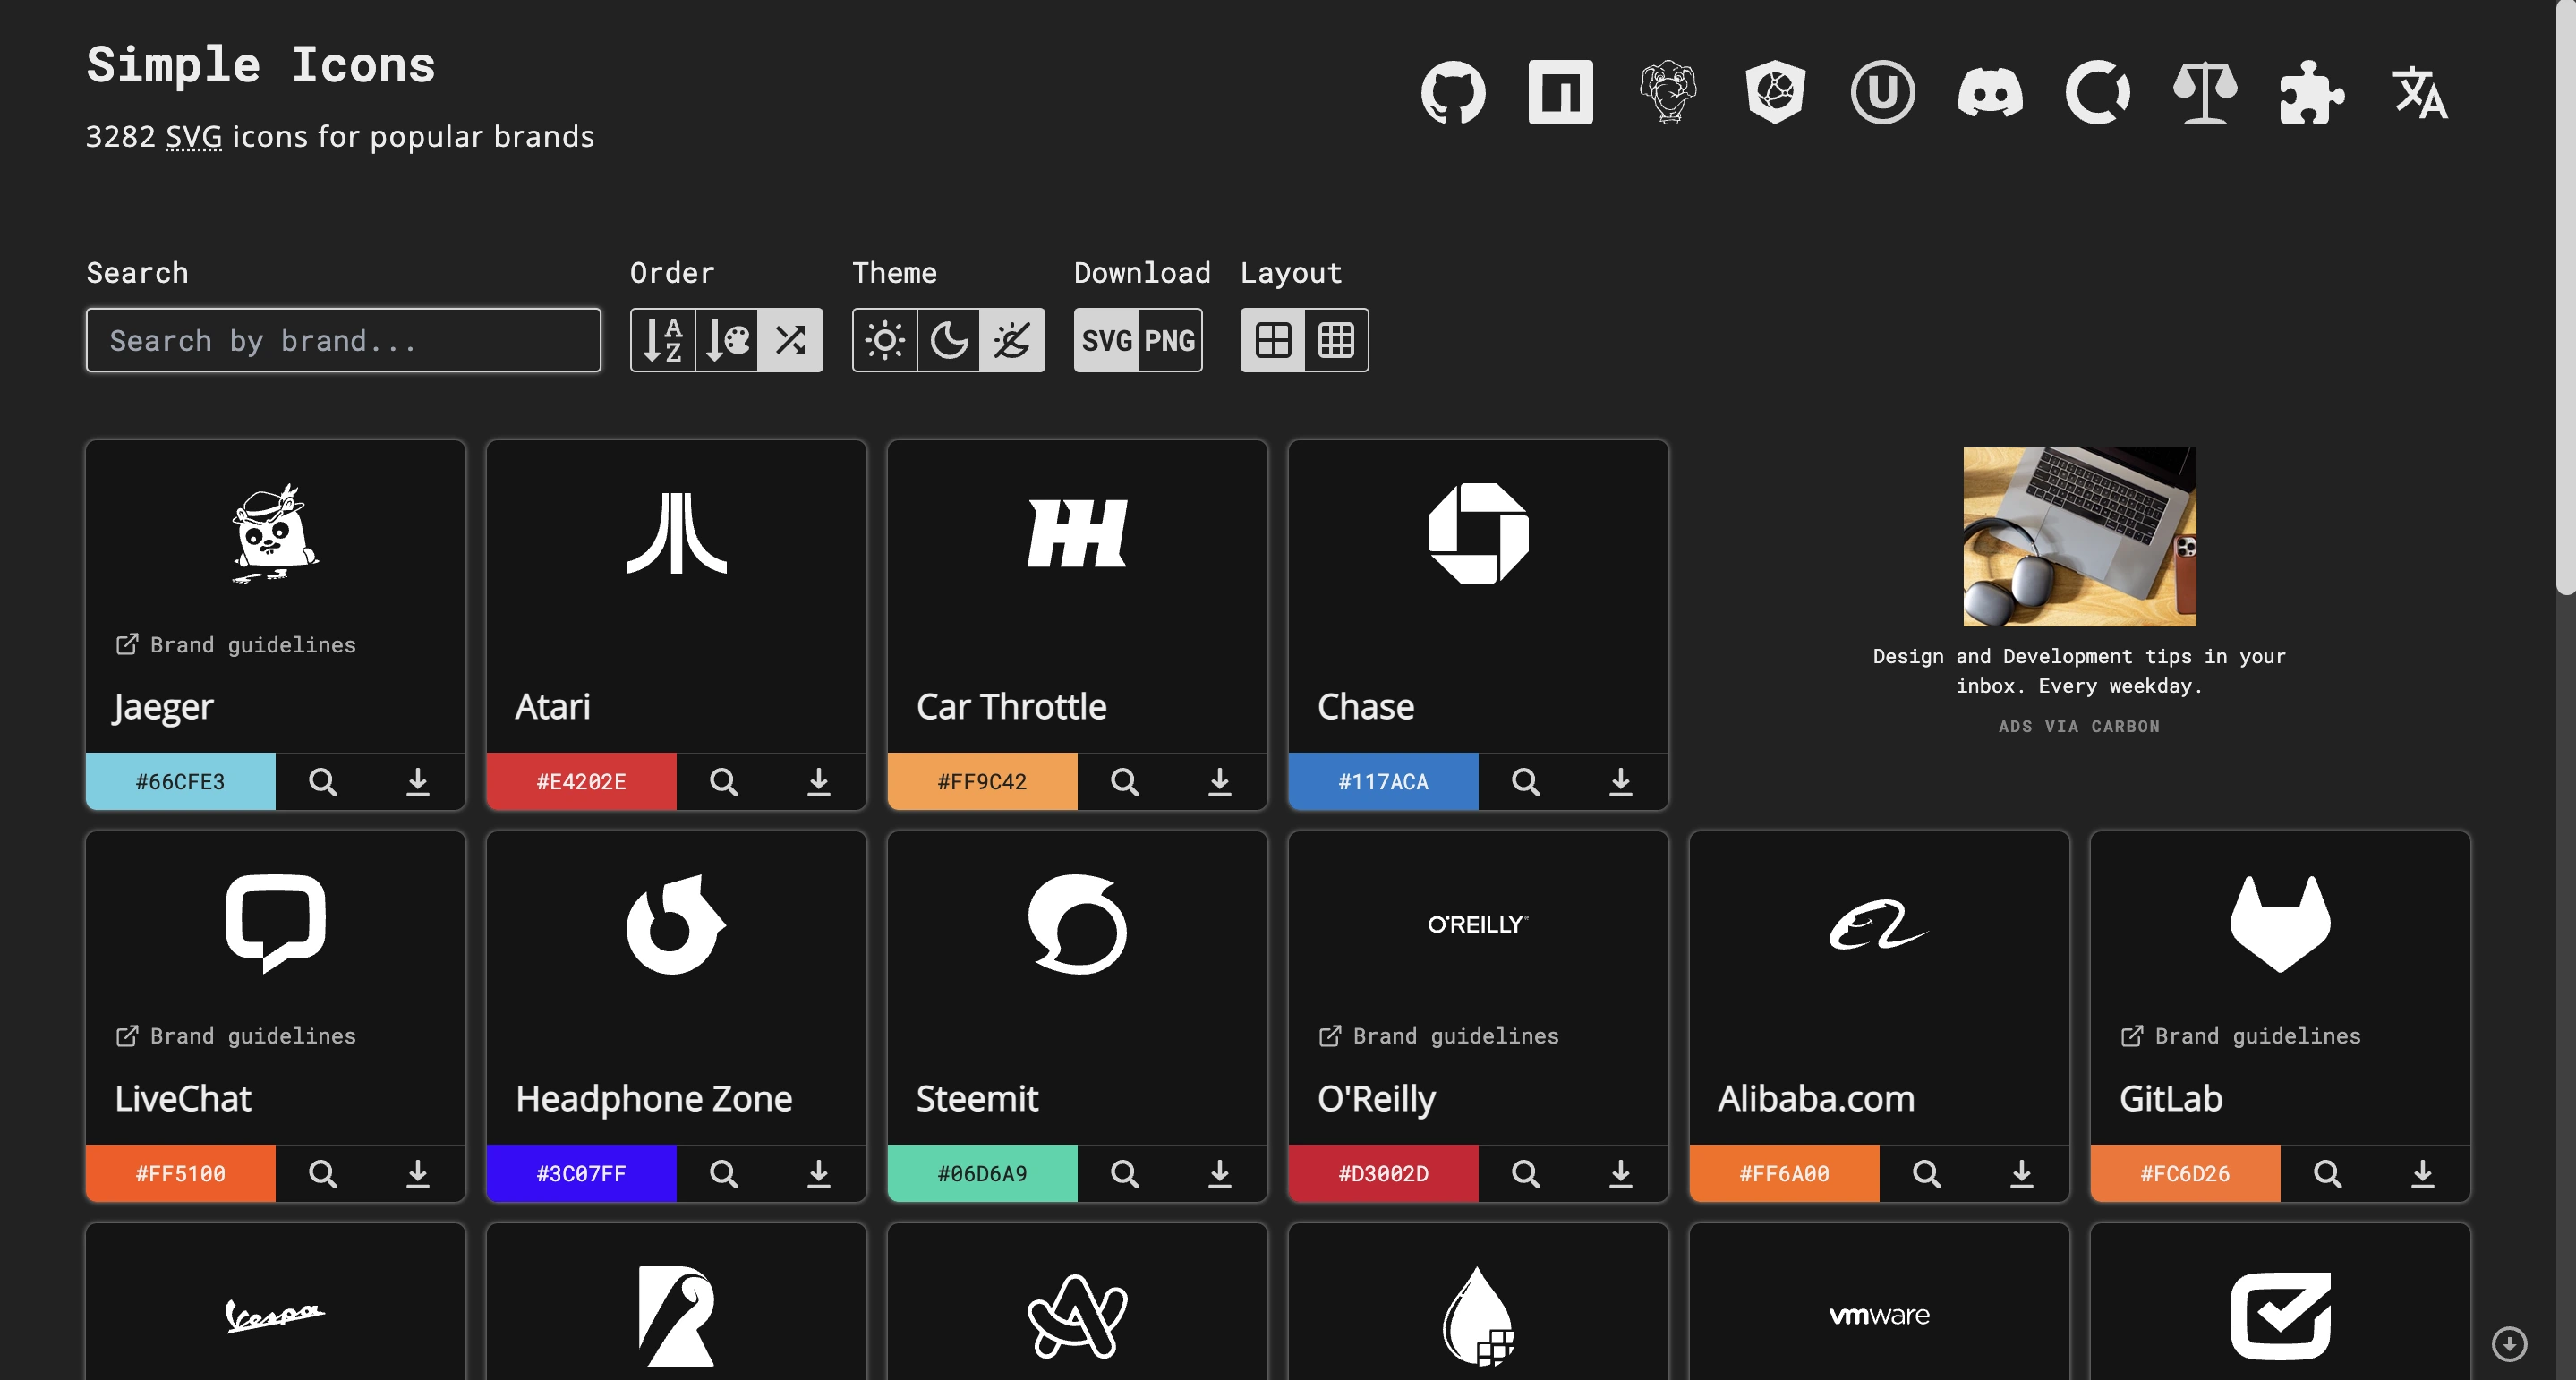 Simple Icons
3282 SVG icons for popular brands
Search
Order
Theme
Download
Layout
Search by brand...
A
Z
SVG
PNG
Brand guidelines
Jaeger
#66CFE3
Atari
#E4202E
Car Throttle
#FF9C42
Chase
#117ACA
Design and Development tips in your
inbox. Every weekday.
ADS VIA CARBON
Brand guidelines
LiveChat
#FF5100
Headphone Zone
#3C07FF
Steemit
#06D6A9
O'REILLY®
Brand guidelines
O'Reilly
#D3002D
Alibaba.com
#FF6A00
Brand guidelines
GitLab
#FC6D26
Vespa
vmware